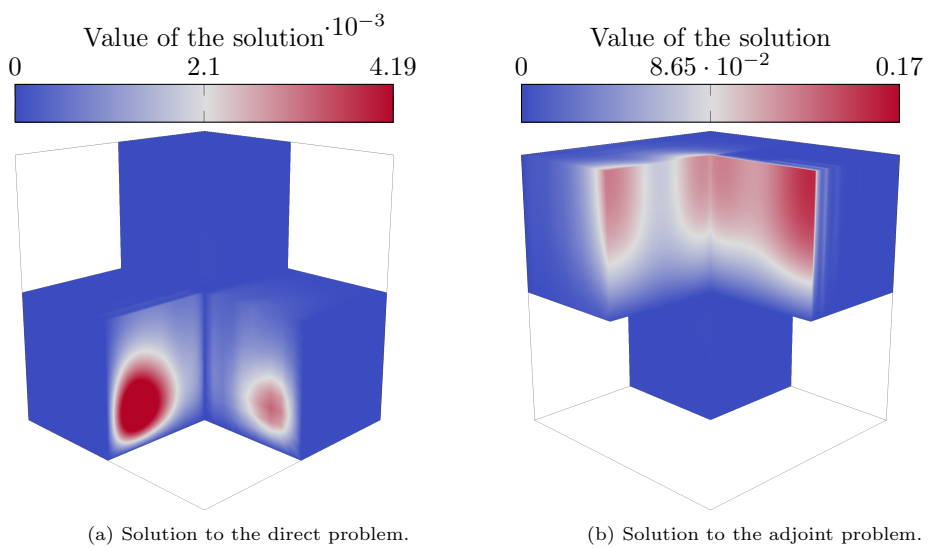 Value of the solution ·10⁻³
0 2.1 4.19
Value of the solution
0 8.65 · 10⁻² 0.17
(a) Solution to the direct problem.
(b) Solution to the adjoint problem.